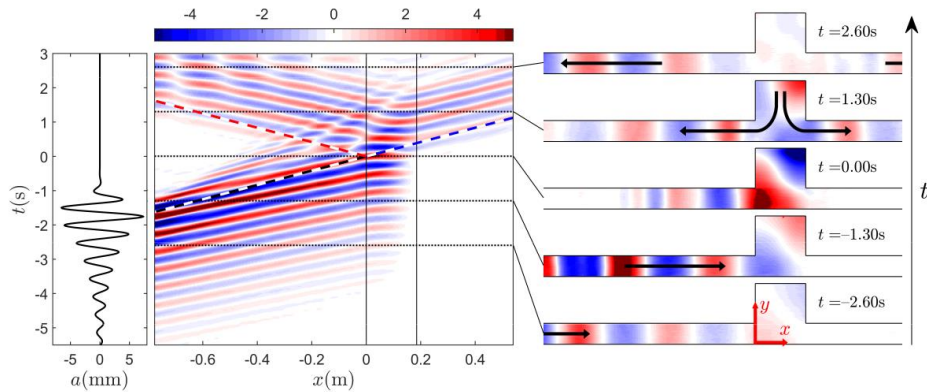 -4 -2 0 2 4
3
2
1
0
-1
-2
-3
-4
-5
t(s)
-5 0 5
a(mm)
-0.6 -0.4 -0.2 0 0.2 0.4
x(m)
t =2.60s
t =1.30s
t =0.00s
t =–1.30s
t =–2.60s
y
x
t